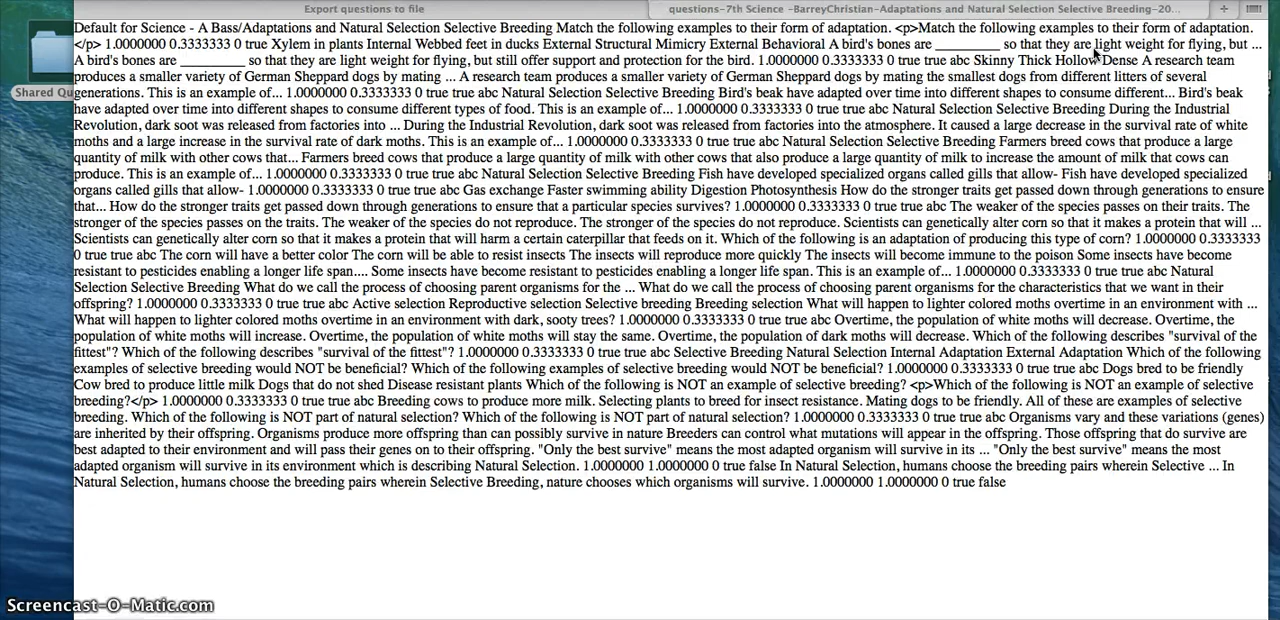 Export questions to file
questions-7th Science -BarreyChristian-Adaptations and Natural Selection Selective Breeding-20...
Default for Science - A Bass/Adaptations and Natural Selection Selective Breeding Match the following examples to their form of adaptation. <p>Match the following examples to their form of adaptation.
</p> 1.0000000 0.3333333 0 true Xylem in plants Internal Webbed feet in ducks External Structural Mimicry External Behavioral A bird's bones are _________ so that they are light weight for flying, but ...
A bird's bones are _________ so that they are light weight for flying, but still offer support and protection for the bird. 1.0000000 0.3333333 0 true true abc Skinny Thick Hollow Dense A research team
Shared Qu
produces a smaller variety of German Sheppard dogs by mating ... A research team produces a smaller variety of German Sheppard dogs by mating the smallest dogs from different litters of several
generations. This is an example of... 1.0000000 0.3333333 0 true true abc Natural Selection Selective Breeding Bird's beak have adapted over time into different shapes to consume different... Bird's beak
have adapted over time into different shapes to consume different types of food. This is an example of... 1.0000000 0.3333333 0 true true abc Natural Selection Selective Breeding During the Industrial
Revolution, dark soot was released from factories into ... During the Industrial Revolution, dark soot was released from factories into the atmosphere. It caused a large decrease in the survival rate of white
moths and a large increase in the survival rate of dark moths. This is an example of... 1.0000000 0.3333333 0 true true abc Natural Selection Selective Breeding Farmers breed cows that produce a large
quantity of milk with other cows that... Farmers breed cows that produce a large quantity of milk with other cows that also produce a large quantity of milk to increase the amount of milk that cows can
produce. This is an example of... 1.0000000 0.3333333 0 true true abc Natural Selection Selective Breeding Fish have developed specialized organs called gills that allow- Fish have developed specialized
organs called gills that allow- 1.0000000 0.3333333 0 true true abc Gas exchange Faster swimming ability Digestion Photosynthesis How do the stronger traits get passed down through generations to ensure
that... How do the stronger traits get passed down through generations to ensure that a particular species survives? 1.0000000 0.3333333 0 true true abc The weaker of the species passes on their traits. The
stronger of the species passes on the traits. The weaker of the species do not reproduce. The stronger of the species do not reproduce. Scientists can genetically alter corn so that it makes a protein that will ...
Scientists can genetically alter corn so that it makes a protein that will harm a certain caterpillar that feeds on it. Which of the following is an adaptation of producing this type of corn? 1.0000000 0.3333333
0 true true abc The corn will have a better color The corn will be able to resist insects The insects will reproduce more quickly The insects will become immune to the poison Some insects have become
resistant to pesticides enabling a longer life span.... Some insects have become resistant to pesticides enabling a longer life span. This is an example of... 1.0000000 0.3333333 0 true true abc Natural
Selection Selective Breeding What do we call the process of choosing parent organisms for the ... What do we call the process of choosing parent organisms for the characteristics that we want in their
offspring? 1.0000000 0.3333333 0 true true abc Active selection Reproductive selection Selective breeding Breeding selection What will happen to lighter colored moths overtime in an environment with ...
What will happen to lighter colored moths overtime in an environment with dark, sooty trees? 1.0000000 0.3333333 0 true true abc Overtime, the population of white moths will decrease. Overtime, the
population of white moths will increase. Overtime, the population of white moths will stay the same. Overtime, the population of dark moths will decrease. Which of the following describes "survival of the
fittest"? Which of the following describes "survival of the fittest"? 1.0000000 0.3333333 0 true true abc Selective Breeding Natural Selection Internal Adaptation External Adaptation Which of the following
examples of selective breeding would NOT be beneficial? Which of the following examples of selective breeding would NOT be beneficial? 1.0000000 0.3333333 0 true true abc Dogs bred to be friendly
Cow bred to produce little milk Dogs that do not shed Disease resistant plants Which of the following is NOT an example of selective breeding? <p>Which of the following is NOT an example of selective
breeding?</p> 1.0000000 0.3333333 0 true true abc Breeding cows to produce more milk. Selecting plants to breed for insect resistance. Mating dogs to be friendly. All of these are examples of selective
breeding. Which of the following is NOT part of natural selection? Which of the following is NOT part of natural selection? 1.0000000 0.3333333 0 true true abc Organisms vary and these variations (genes)
are inherited by their offspring. Organisms produce more offspring than can possibly survive in nature Breeders can control what mutations will appear in the offspring. Those offspring that do survive are
best adapted to their environment and will pass their genes on to their offspring. "Only the best survive" means the most adapted organism will survive in its ... "Only the best survive" means the most
adapted organism will survive in its environment which is describing Natural Selection. 1.0000000 1.0000000 0 true false In Natural Selection, humans choose the breeding pairs wherein Selective ... In
Natural Selection, humans choose the breeding pairs wherein Selective Breeding, nature chooses which organisms will survive. 1.0000000 1.0000000 0 true false
Screencast-O-Matic.com